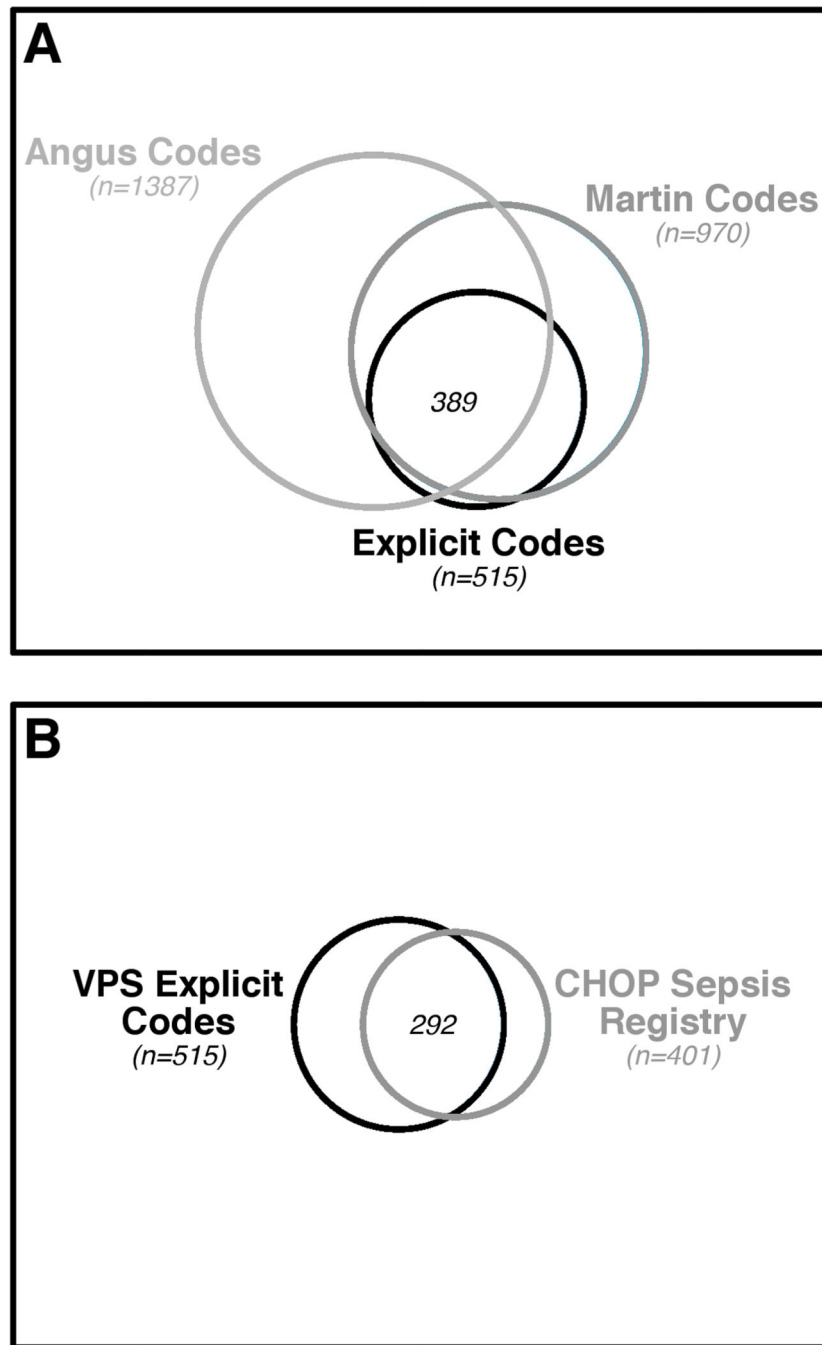 A
Angus Codes
(n=1387)
Martin Codes
(n=970)
389
Explicit Codes
(n=515)
B
VPS Explicit
Codes
(n=515)
292
CHOP Sepsis
Registry
(n=401)